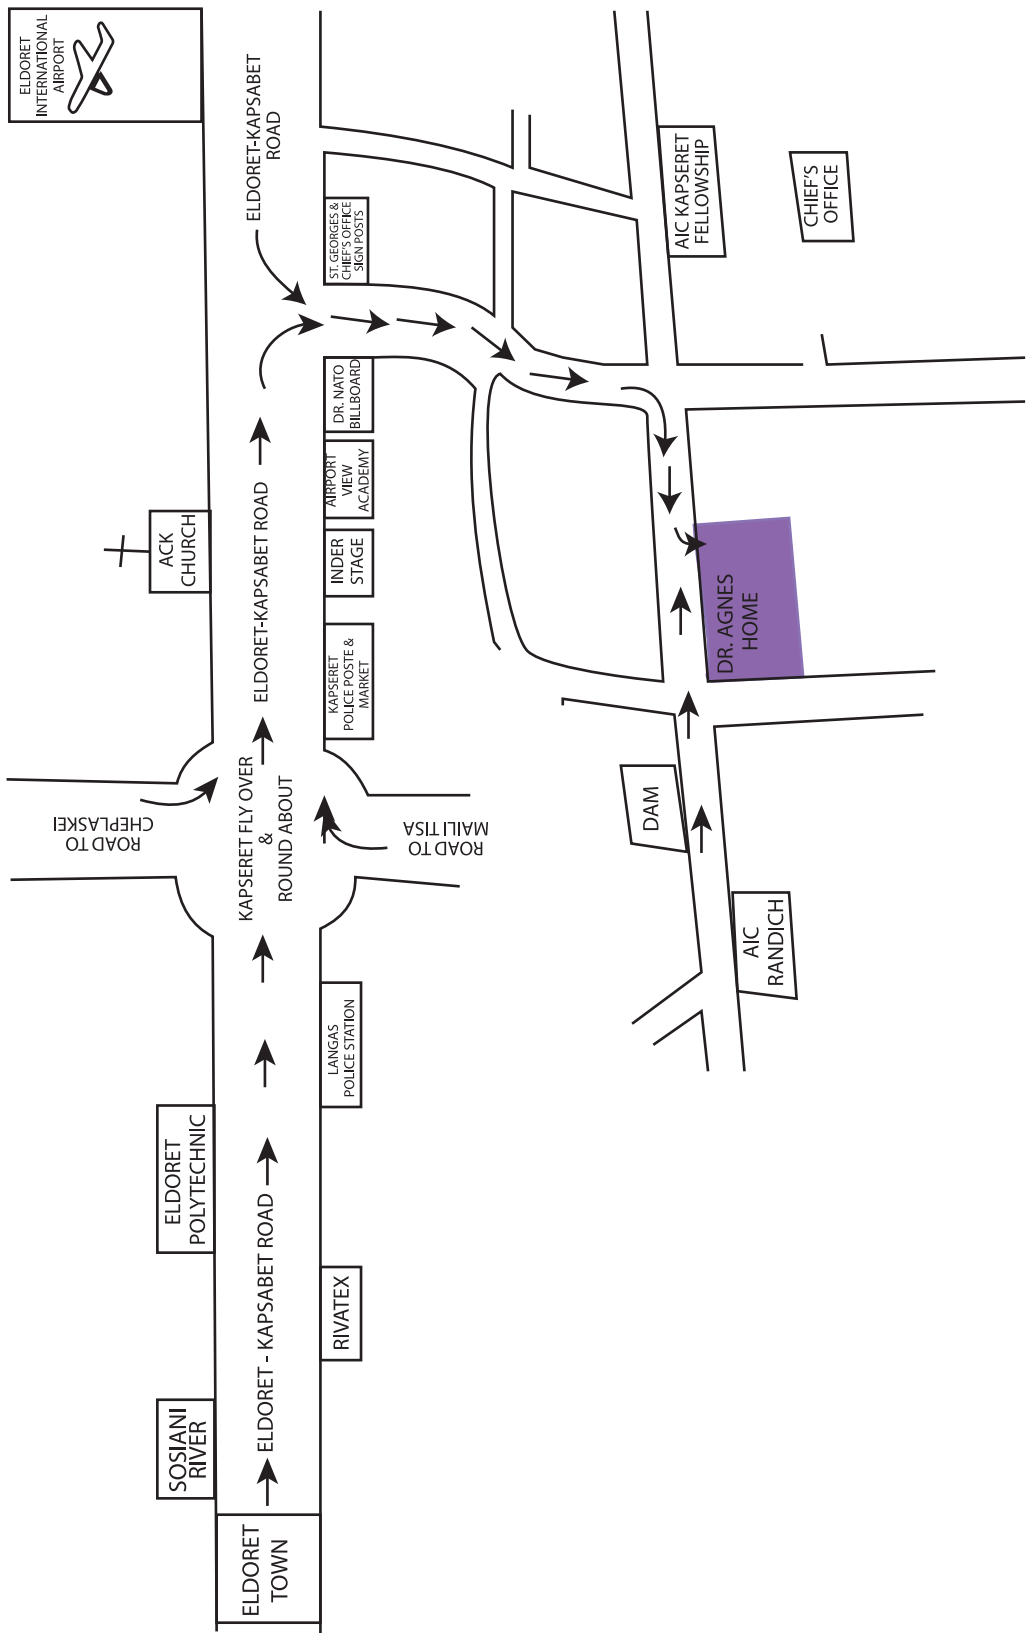 ELDORET
INTERNATIONAL
AIRPORT
ELDORET-KAPSABET
ROAD
ST. GEORGES &
CHIEF'S OFFICE
SIGN POSTS
AIC KAPSERET
FELLOWSHIP
CHIEF'S
OFFICE
DR. NATO
BILLBOARD
AIRPORT
VIEW
ACADEMY
INDER
STAGE
ACK
CHURCH
ELDORET-KAPSABET ROAD
KAPSERET
POLICE POSTE &
MARKET
DR. AGNES
HOME
KAPSERET FLY OVER
&
ROUND ABOUT
ROAD TO
CHEPLASKEI
ROAD TO
MAILI TISA
DAM
AIC
RANDICH
LANGAS
POLICE STATION
ELDORET
POLYTECHNIC
ELDORET - KAPSABET ROAD
RIVATEX
SOSIANI
RIVER
ELDORET
TOWN